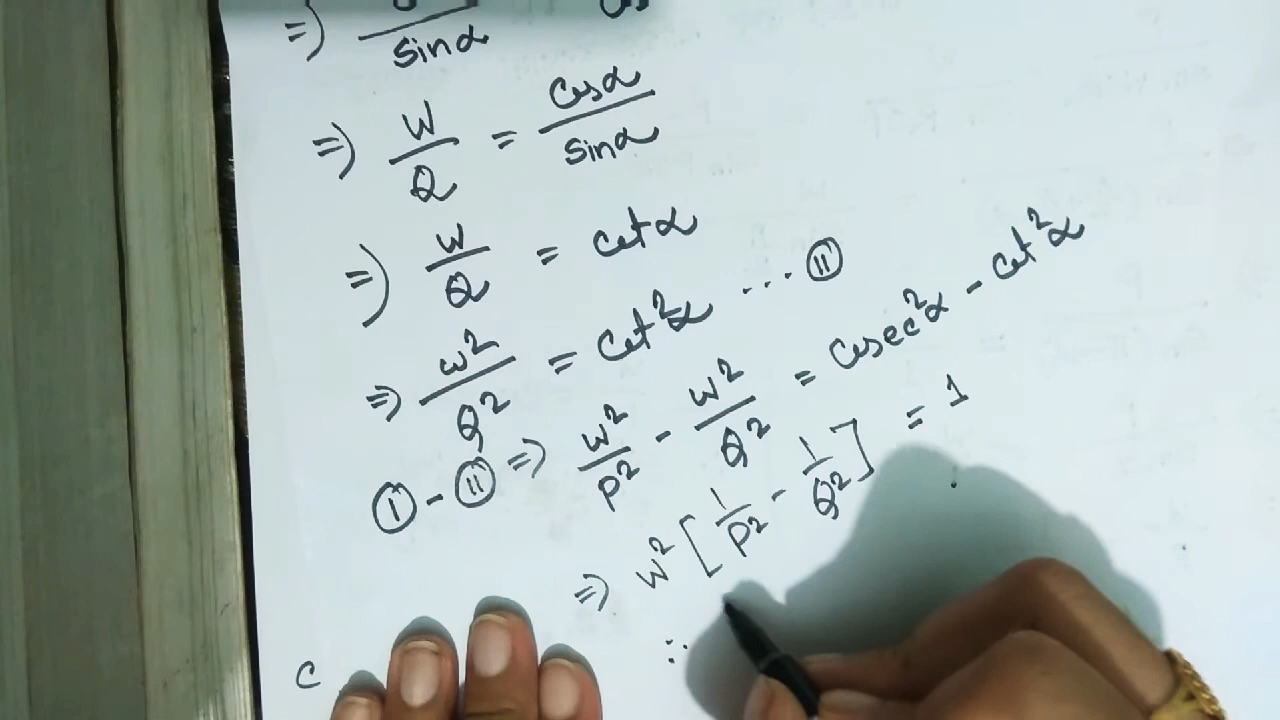 => / sinα
=> W/Q = cosα/sinα
=> W/Q = cotα
=> w²/Q² = cot²α ... (II)
(I) - (II) => W²/P² - W²/Q² = cosec²α - cot²α
=> W² [1/P² - 1/Q²] = 1
∴
C